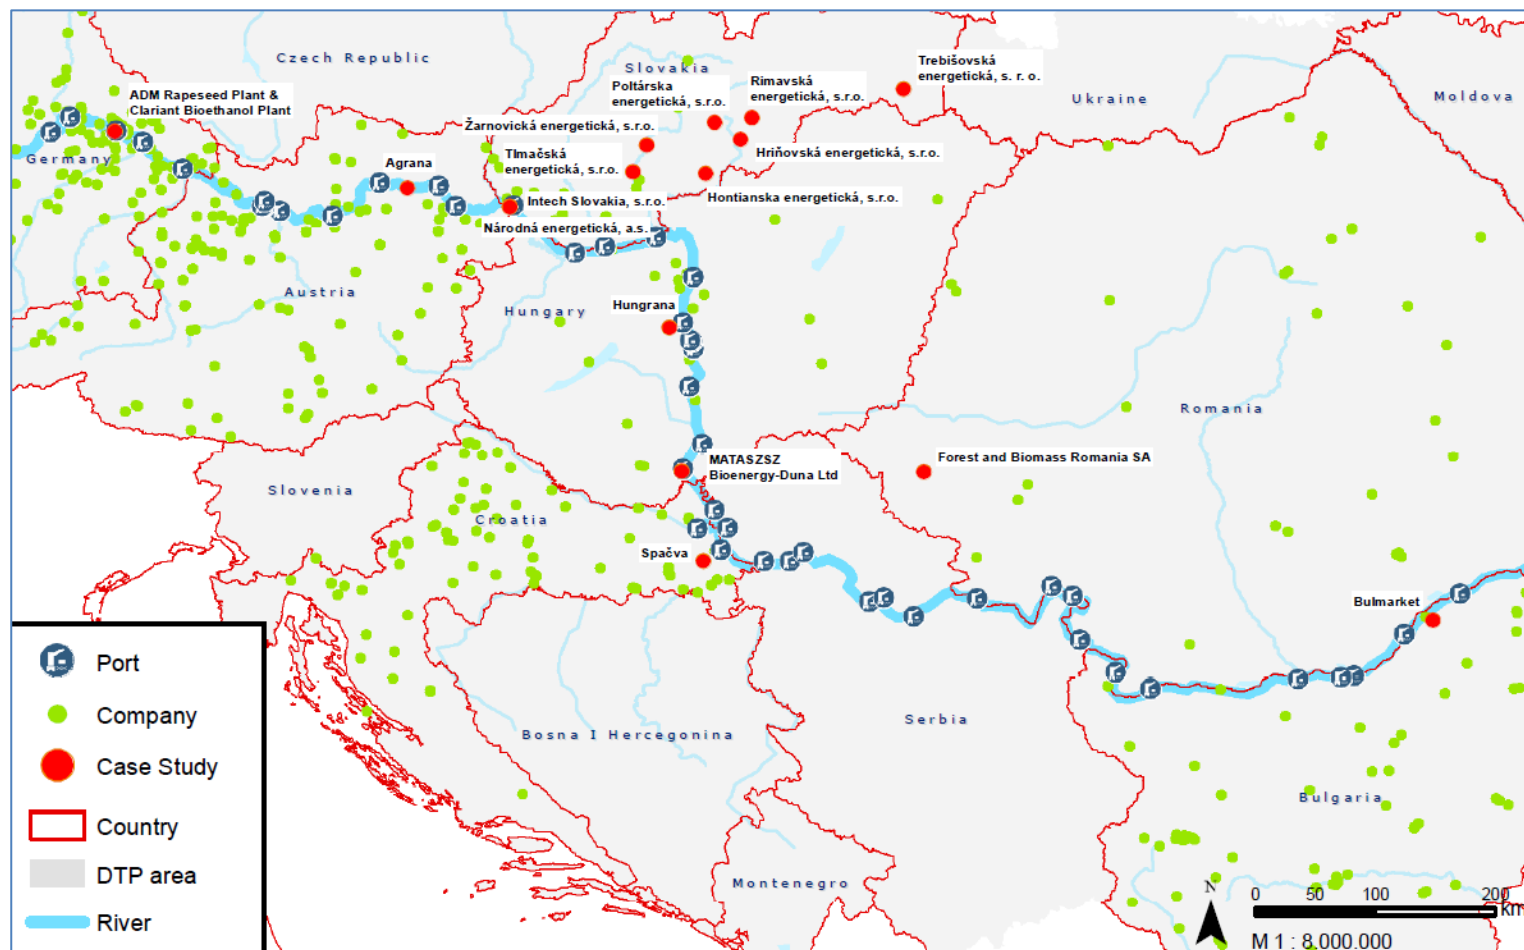 Czech Republic
Slovakia
Trebišovská
energetická, s. r. o.
Ukraine
Moldova
ADM Rapeseed Plant &
Clariant Bioethanol Plant
Poltárska
energetická, s.r.o.
Rimavská
energetická, s.r.o.
Žarnovická energetická, s.r.o.
Germany
Agrana
Tlmačská
energetická, s.r.o.
Hriňovská energetická, s.r.o.
Hontianska energetická, s.r.o.
Intech Slovakia, s.r.o.
Národná energetická, a.s.
Austria
Hungary
Hungrana
Romania
MATASZSZ
Bioenergy-Duna Ltd
Forest and Biomass Romania SA
Slovenia
Croatia
Spačva
Bulmarket
Serbia
Bosna I Hercegonina
Bulgaria
Montenegro
Port
Company
Case Study
Country
DTP area
River
N
0 50 100 200
km
M 1 : 8.000.000